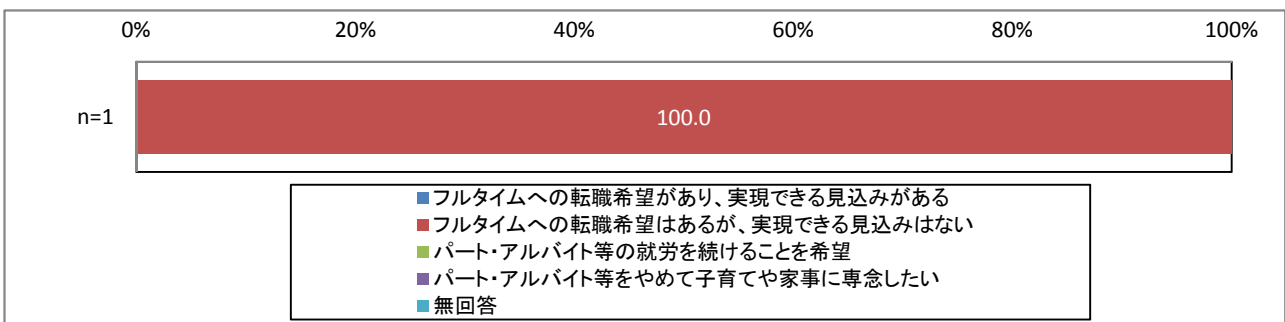 0% 20% 40% 60% 80% 100%
n=1 100.0
フルタイムへの転職希望があり、実現できる見込みがある
フルタイムへの転職希望はあるが、実現できる見込みはない
パート・アルバイト等の就労を続けることを希望
パート・アルバイト等をやめて子育てや家事に専念したい
無回答